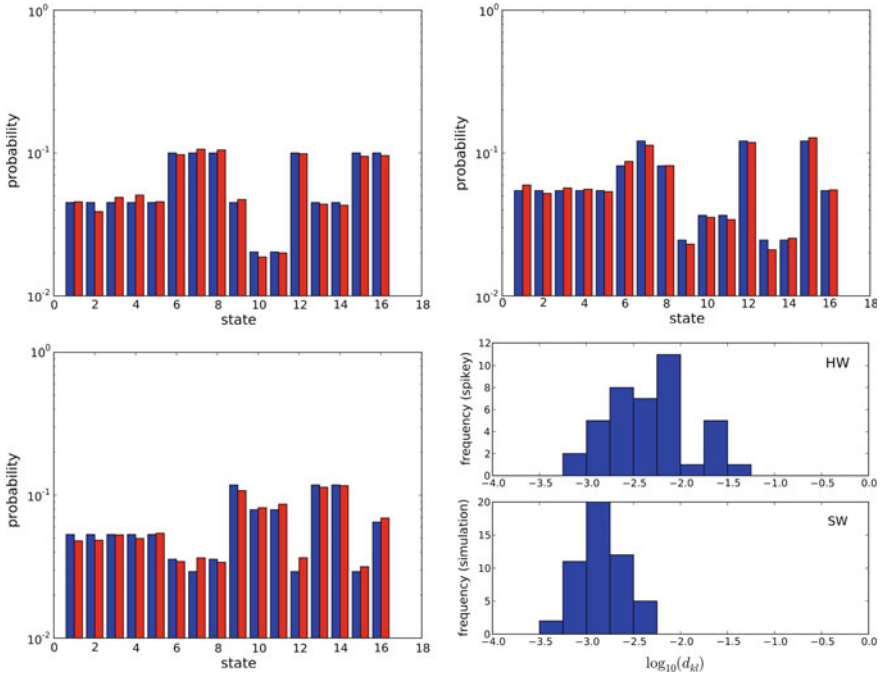 10^0
10^-1
10^-2
probability
0 2 4 6 8 10 12 14 16 18
state
10^0
10^-1
10^-2
probability
0 2 4 6 8 10 12 14 16 18
state
10^0
10^-1
10^-2
probability
0 2 4 6 8 10 12 14 16 18
state
12
10
8
6
4
2
0
frequency (spikey)
HW
−4.0 −3.5 −3.0 −2.5 −2.0 −1.5 −1.0 −0.5 0.0
20
15
10
5
0
frequency (simulation)
SW
−4.0 −3.5 −3.0 −2.5 −2.0 −1.5 −1.0 −0.5 0.0
log10(d_kl)